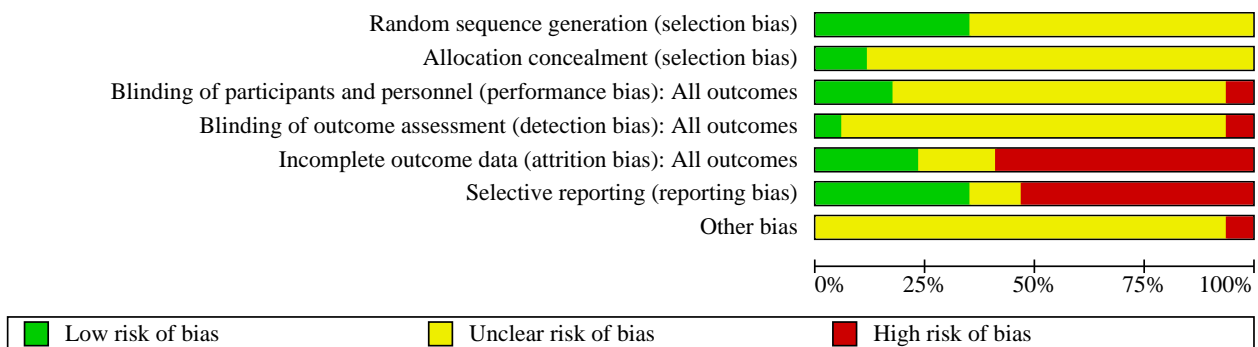 Random sequence generation (selection bias)
Allocation concealment (selection bias)
Blinding of participants and personnel (performance bias): All outcomes
Blinding of outcome assessment (detection bias): All outcomes
Incomplete outcome data (attrition bias): All outcomes
Selective reporting (reporting bias)
Other bias
0% 25% 50% 75% 100%
Low risk of bias Unclear risk of bias High risk of bias